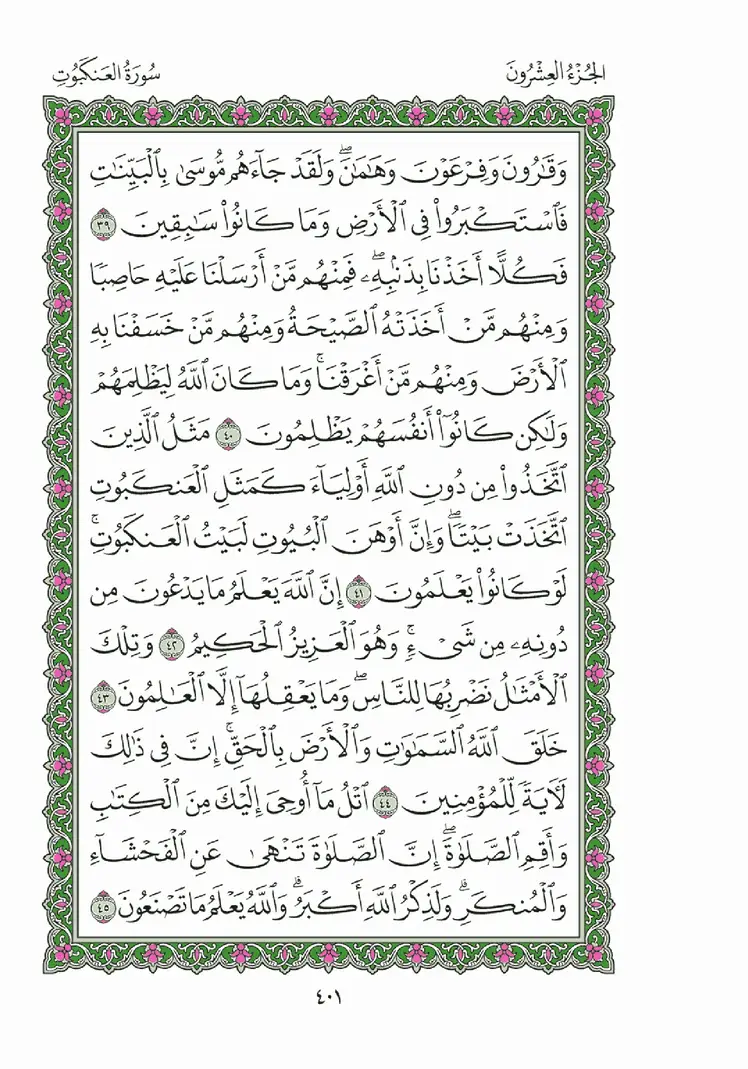 الجُزْءُ العِشْرُونَ
سُورَةُ العَنكَبُوتِ
وَقَٰرُونَ وَفِرْعَوْنَ وَهَٰمَٰنَۖ وَلَقَدْ جَآءَهُم مُّوسَىٰ بِٱلْبَيِّنَٰتِ
فَٱسْتَكْبَرُوا۟ فِى ٱلْأَرْضِ وَمَا كَانُوا۟ سَٰبِقِينَ ٣٩
فَكُلًّا أَخَذْنَا بِذَنۢبِهِۦۖ فَمِنْهُم مَّنْ أَرْسَلْنَا عَلَيْهِ حَاصِبًا
وَمِنْهُم مَّنْ أَخَذَتْهُ ٱلصَّيْحَةُ وَمِنْهُم مَّنْ خَسَفْنَا بِهِ
ٱلْأَرْضَ وَمِنْهُم مَّنْ أَغْرَقْنَاۚ وَمَا كَانَ ٱللَّهُ لِيَظْلِمَهُمْ
وَلَٰكِن كَانُوٓا۟ أَنفُسَهُمْ يَظْلِمُونَ ٤٠ مَثَلُ ٱلَّذِينَ
ٱتَّخَذُوا۟ مِن دُونِ ٱللَّهِ أَوْلِيَآءَ كَمَثَلِ ٱلْعَنكَبُوتِ
ٱتَّخَذَتْ بَيْتًاۖ وَإِنَّ أَوْهَنَ ٱلْبُيُوتِ لَبَيْتُ ٱلْعَنكَبُوتِۚ
لَوْ كَانُوا۟ يَعْلَمُونَ ٤١ إِنَّ ٱللَّهَ يَعْلَمُ مَا يَدْعُونَ مِن
دُونِهِۦ مِن شَىْءٍۚ وَهُوَ ٱلْعَزِيزُ ٱلْحَكِيمُ ٤٢ وَتِلْكَ
ٱلْأَمْثَٰلُ نَضْرِبُهَا لِلنَّاسِۖ وَمَا يَعْقِلُهَآ إِلَّا ٱلْعَٰلِمُونَ ٤٣
خَلَقَ ٱللَّهُ ٱلسَّمَٰوَٰتِ وَٱلْأَرْضَ بِٱلْحَقِّۚ إِنَّ فِى ذَٰلِكَ
لَءَايَةً لِّلْمُؤْمِنِينَ ٤٤ ٱتْلُ مَآ أُوحِىَ إِلَيْكَ مِنَ ٱلْكِتَٰبِ
وَأَقِمِ ٱلصَّلَوٰةَۖ إِنَّ ٱلصَّلَوٰةَ تَنْهَىٰ عَنِ ٱلْفَحْشَآءِ
وَٱلْمُنكَرِۗ وَلَذِكْرُ ٱللَّهِ أَكْبَرُۗ وَٱللَّهُ يَعْلَمُ مَا تَصْنَعُونَ ٤٥
٤٠١